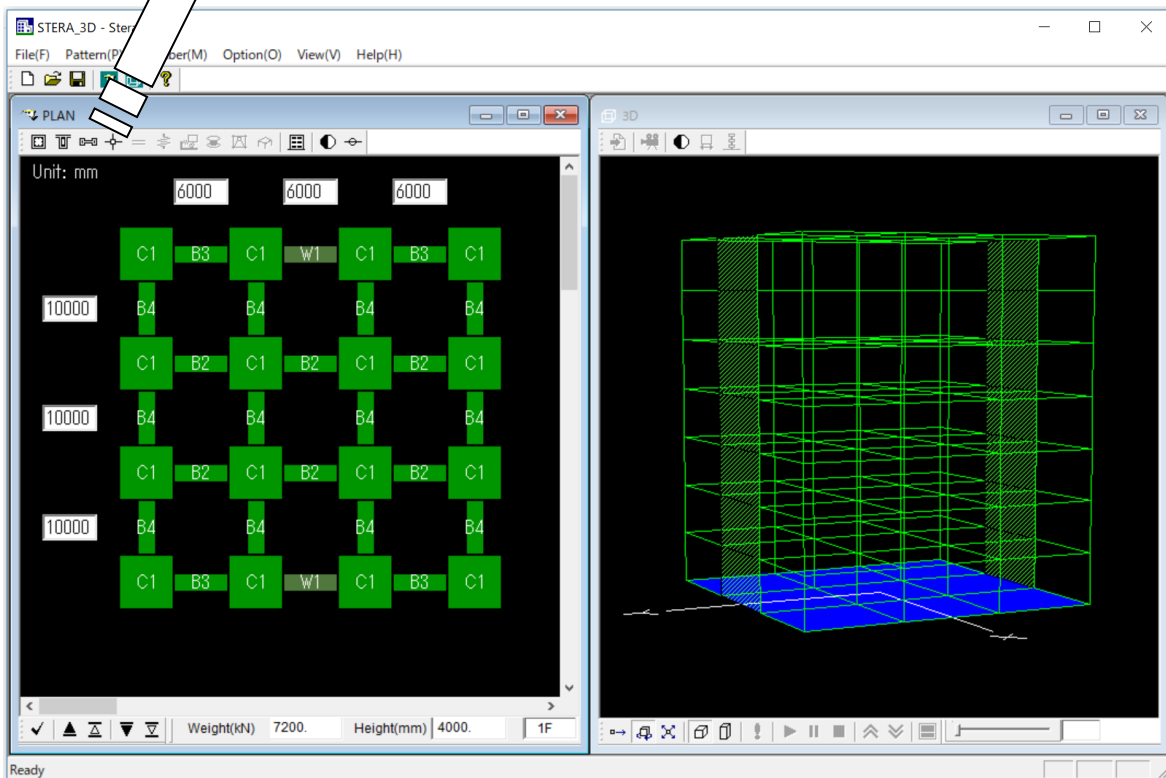 STERA_3D - Ster
File(F) Pattern(P) ber(M) Option(O) View(V) Help(H)
PLAN
3D
Unit: mm
6000 6000 6000
C1 B3 C1 W1 C1 B3 C1
10000 B4 B4 B4 B4
C1 B2 C1 B2 C1 B2 C1
10000 B4 B4 B4 B4
C1 B2 C1 B2 C1 B2 C1
10000 B4 B4 B4 B4
C1 B3 C1 W1 C1 B3 C1
Weight(kN) 7200. Height(mm) 4000. 1F
Ready